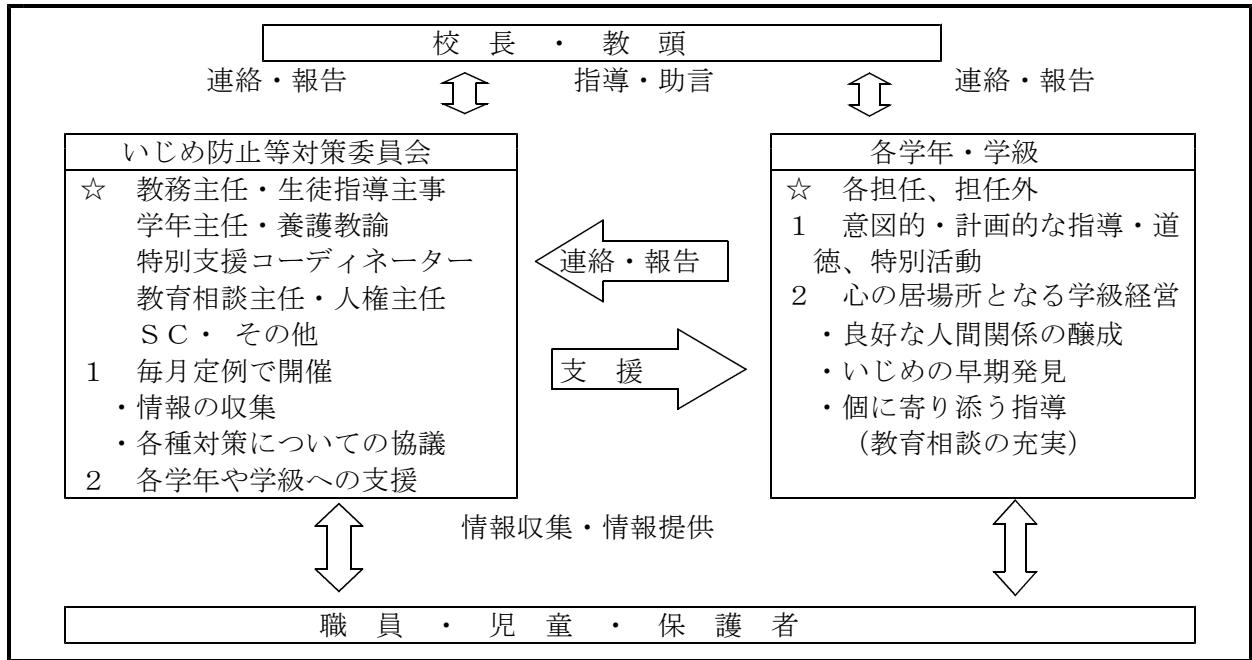 校　長　・　教　頭
連絡・報告　指導・助言　連絡・報告
いじめ防止等対策委員会
☆　教務主任・生徒指導主事
学年主任・養護教諭
特別支援コーディネーター
教育相談主任・人権主任
ＳＣ・ その他
１　毎月定例で開催
・情報の収集
・各種対策についての協議
２　各学年や学級への支援
連絡・報告
支　援
各学年・学級
☆　各担任、担任外
１　意図的・計画的な指導・道
徳、特別活動
２　心の居場所となる学級経営
・良好な人間関係の醸成
・いじめの早期発見
・個に寄り添う指導
（教育相談の充実）
情報収集・情報提供
職　員　・　児　童　・　保　護　者